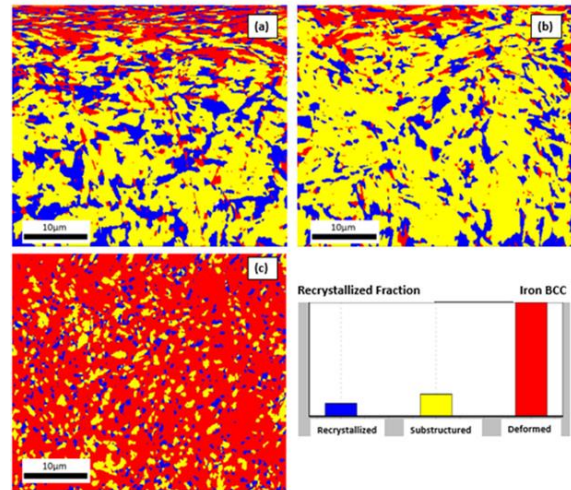 (a)
(b)
10µm
10µm
(c)
10µm
Recrystallized Fraction Iron BCC
Recrystallized Substructured Deformed